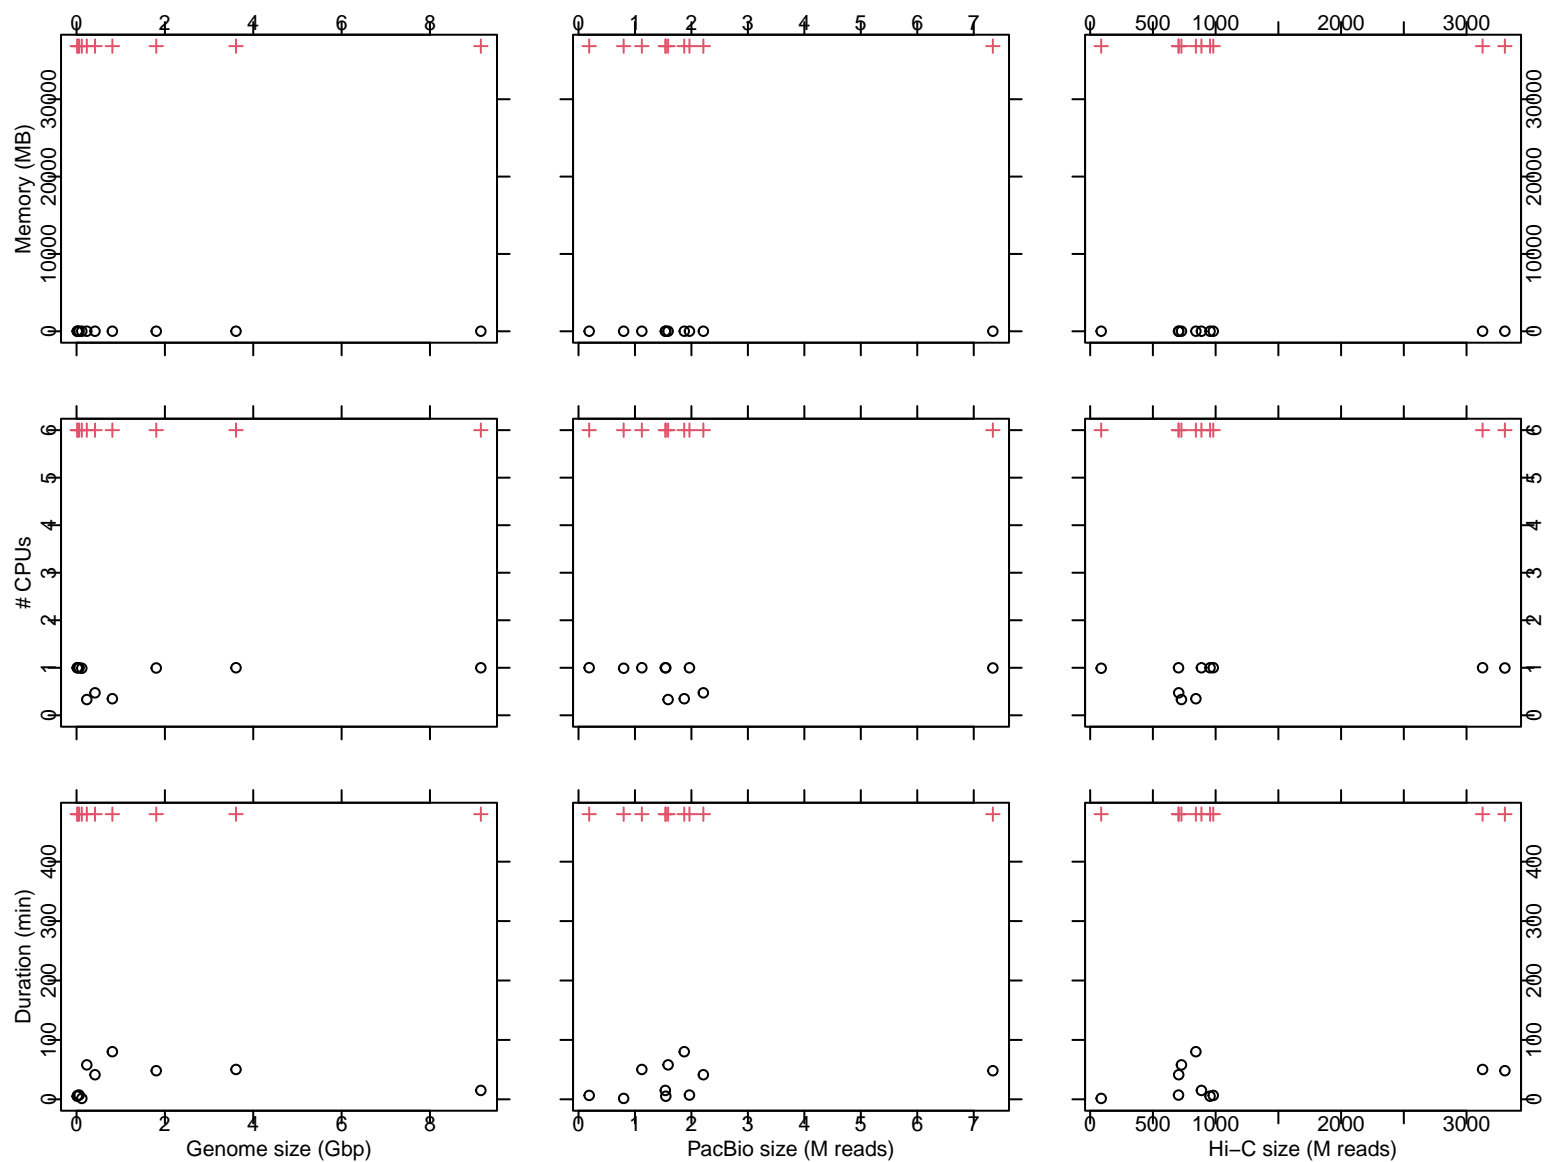 0 2 4 6 8
0 1 2 3 4 5 6 7
0 500 1000 2000 3000
Memory (MB)
0 10000 20000 30000
0 10000 20000 30000
# CPUs
0 1 2 3 4 5 6
0 1 2 3 4 5 6
Duration (min)
0 100 200 300 400
0 100 200 300 400
0 2 4 6 8
Genome size (Gbp)
0 1 2 3 4 5 6 7
PacBio size (M reads)
0 500 1000 2000 3000
Hi−C size (M reads)